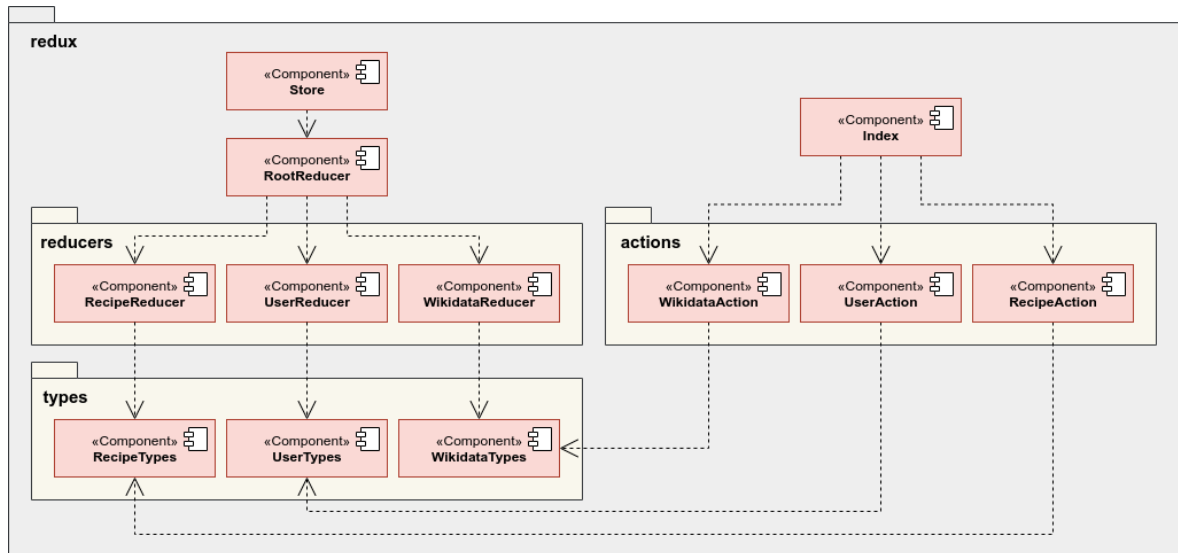 redux
«Component»
Store
«Component»
Index
«Component»
RootReducer
reducers
«Component»
RecipeReducer
«Component»
UserReducer
«Component»
WikidataReducer
actions
«Component»
WikidataAction
«Component»
UserAction
«Component»
RecipeAction
types
«Component»
RecipeTypes
«Component»
UserTypes
«Component»
WikidataTypes